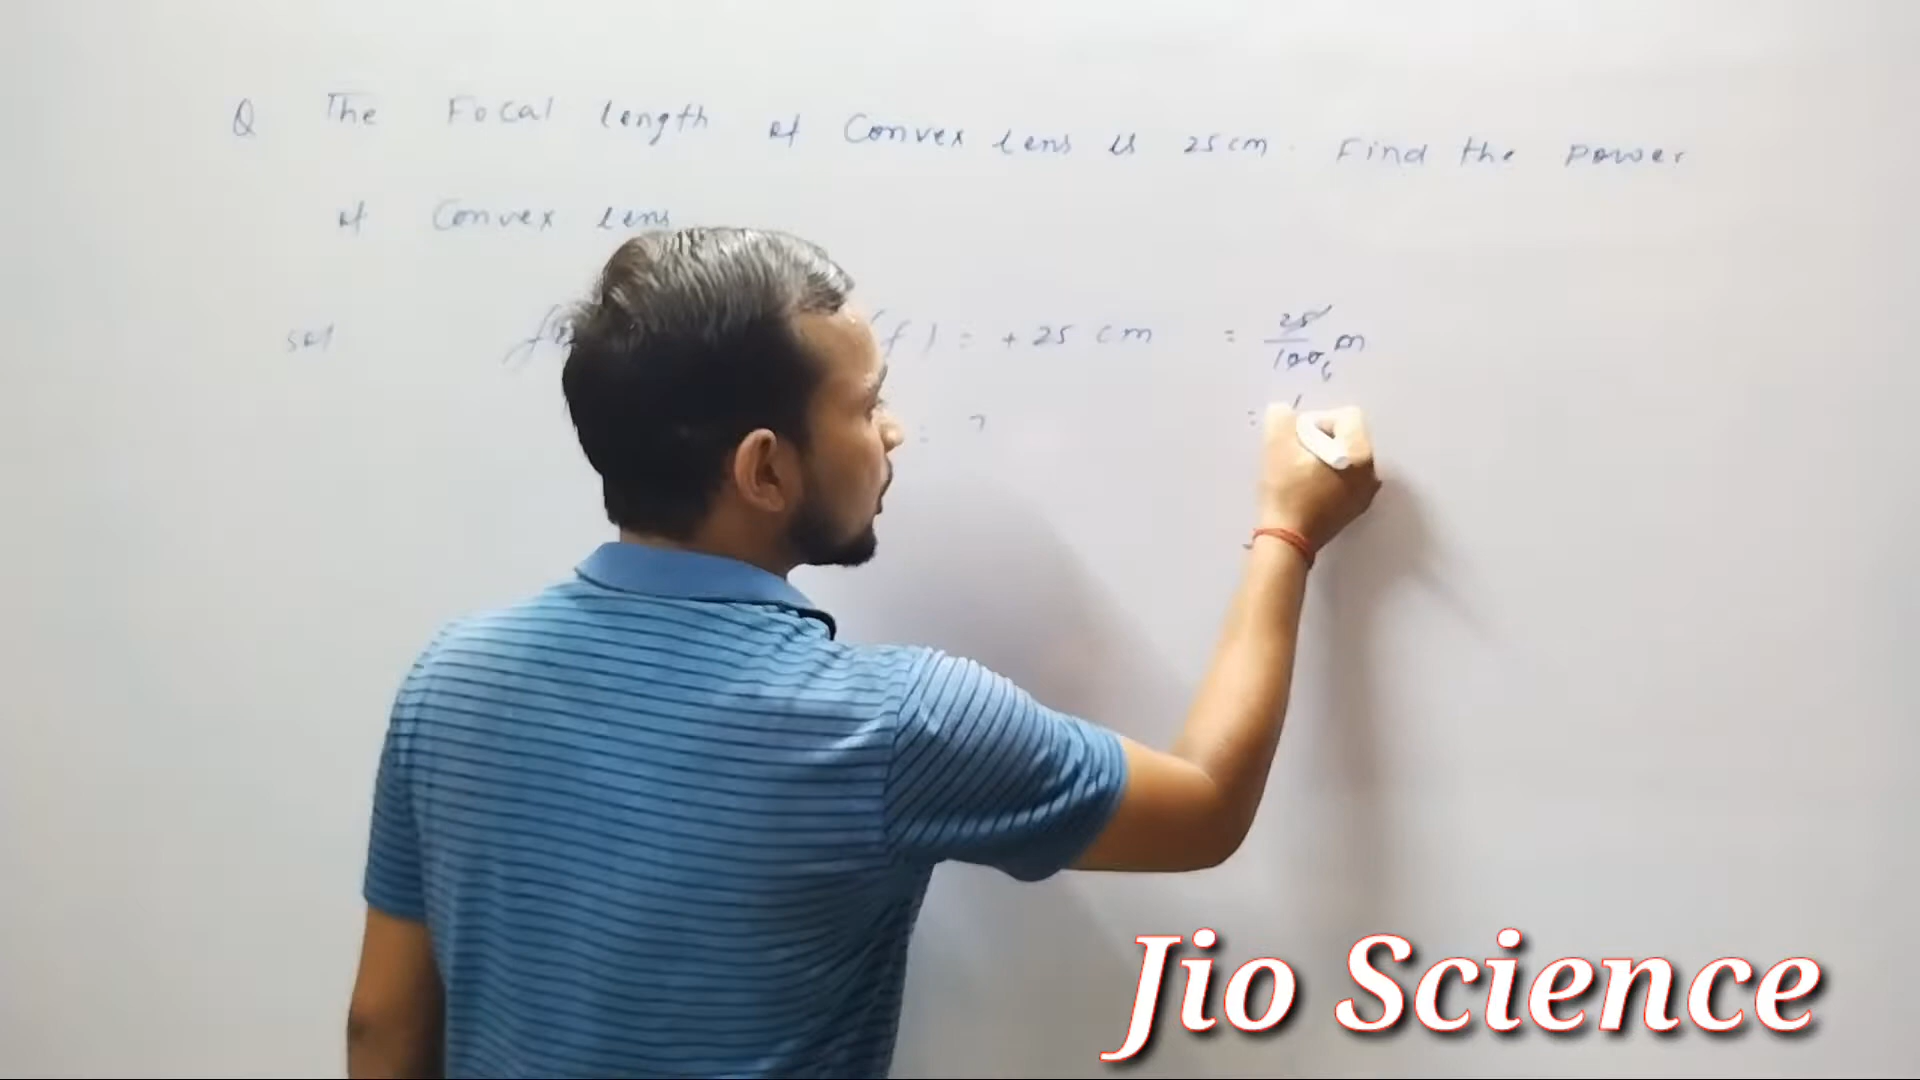 Q The Focal length of Convex lens is 25cm. Find the power
of Convex lens
sol (f) = + 25 cm = 25/100 m
= ? =
Jio Science